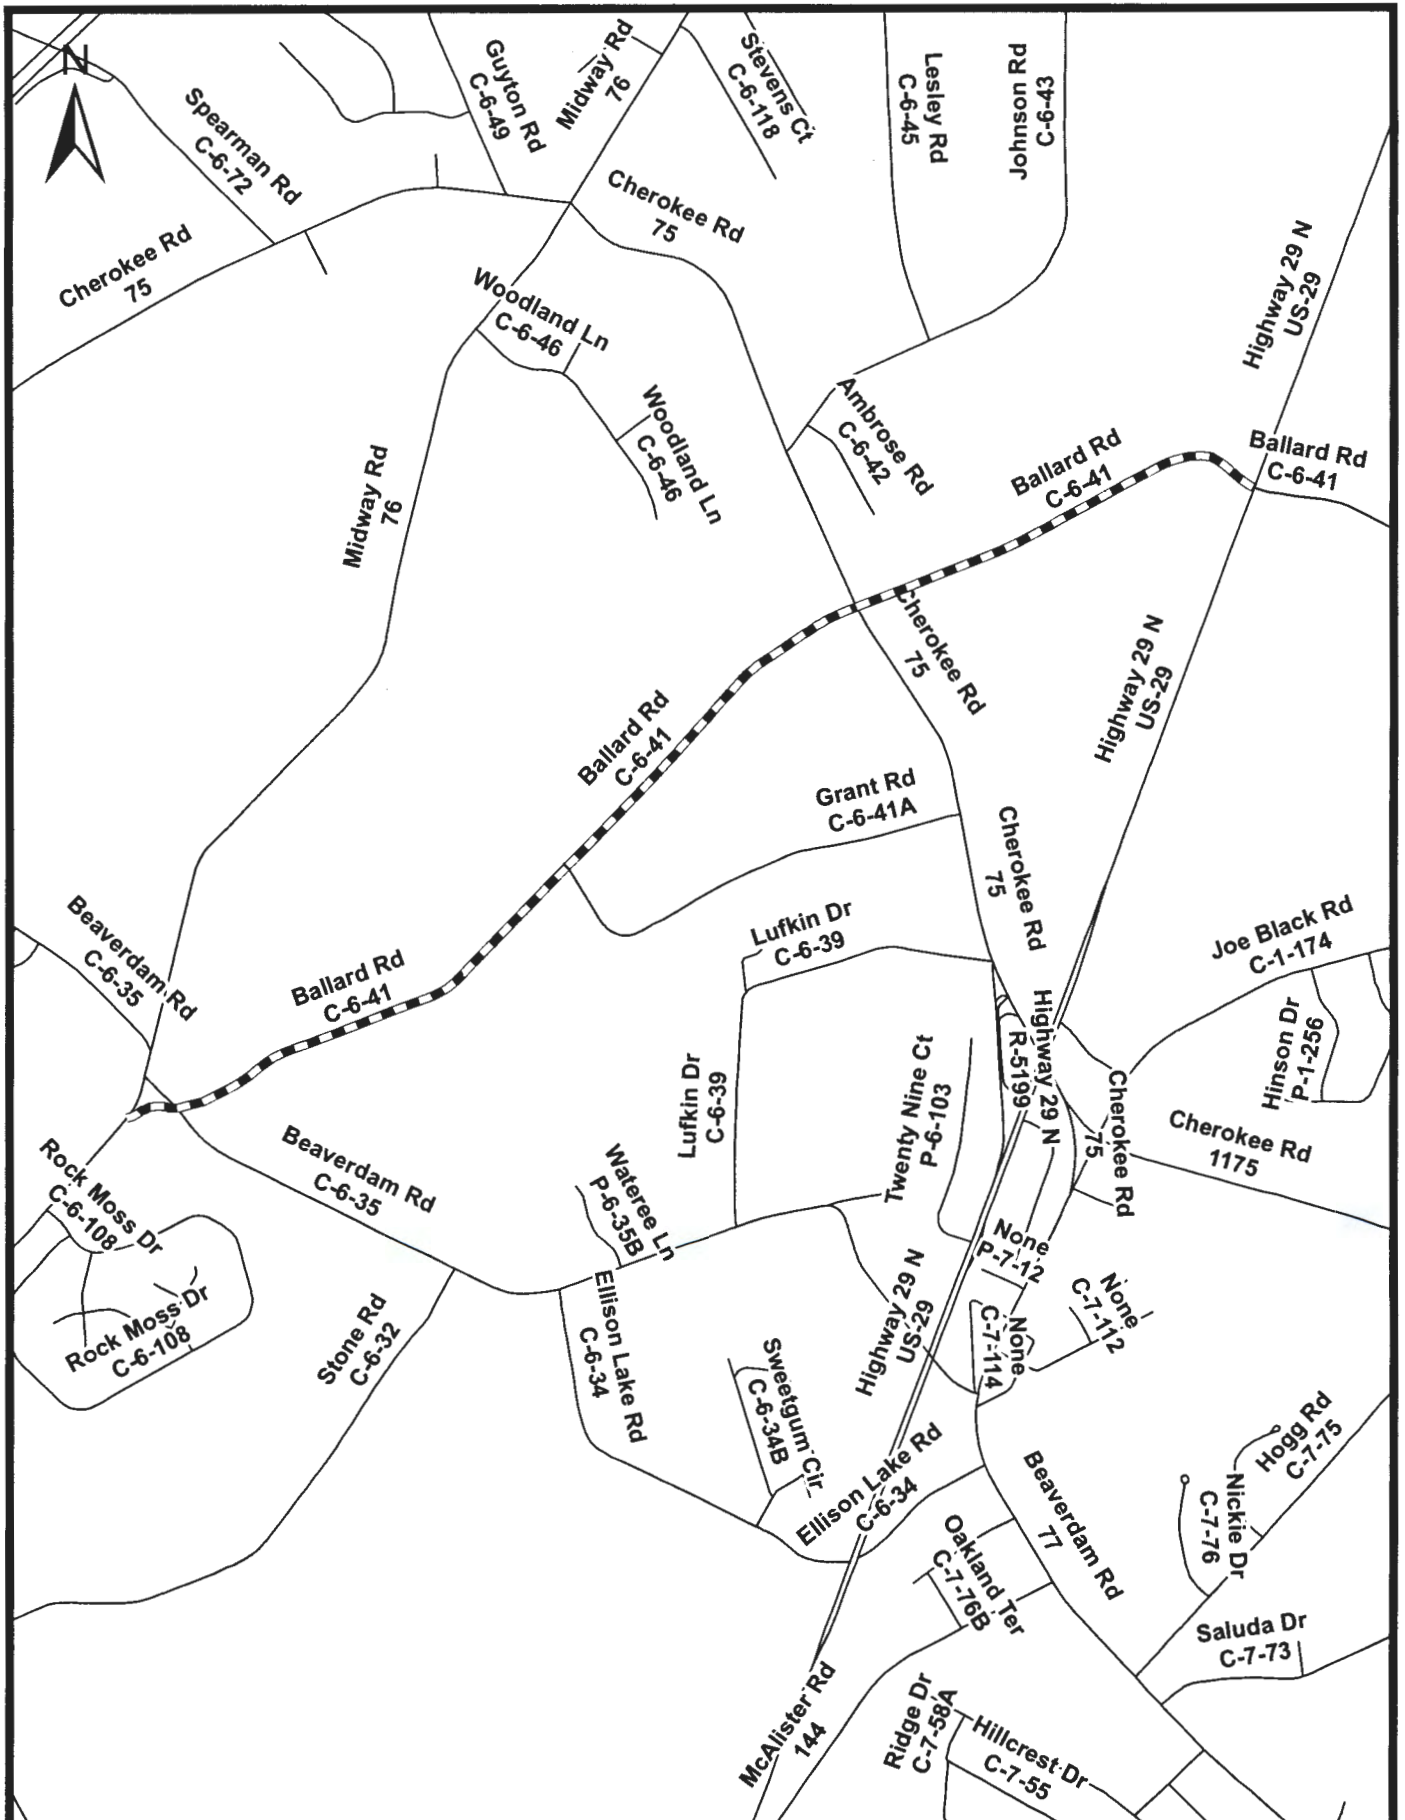 N
Spearman Rd
C-6-72
Guyton Rd
C-6-49
Midway Rd
76
Stevens Ct
C-6-118
Lesley Rd
C-6-45
Johnson Rd
C-6-43
Cherokee Rd
75
Cherokee Rd
75
Highway 29 N
US-29
Woodland Ln
C-6-46
Woodland Ln
C-6-46
Ambrose Rd
C-6-42
Ballard Rd
C-6-41
Ballard Rd
C-6-41
Midway Rd
76
Cherokee Rd
75
Highway 29 N
US-29
Ballard Rd
C-6-41
Grant Rd
C-6-41A
Cherokee Rd
75
Beaverdam Rd
C-6-35
Lufkin Dr
C-6-39
Joe Black Rd
C-1-174
Ballard Rd
C-6-41
Highway 29 N
R-5199
Hinson Dr
P-1-256
Lufkin Dr
C-6-39
Twenty Nine Ct
P-6-103
Cherokee Rd
75
Cherokee Rd
1175
Rock Moss Dr
C-6-108
Beaverdam Rd
C-6-35
Wateree Ln
P-6-35B
None
P-7-12
Highway 29 N
US-29
None
C-7-112
None
C-7-114
Rock Moss Dr
C-6-108
Stone Rd
C-6-32
Ellison Lake Rd
C-6-34
Sweetgum Cir
C-6-34B
Ellison Lake Rd
C-6-34
Hogg Rd
C-7-75
Beaverdam Rd
77
Nickie Dr
C-7-76
Oakland Ter
C-7-76B
Saluda Dr
C-7-73
McAlister Rd
144
Ridge Dr
C-7-58A
Hillcrest Dr
C-7-55